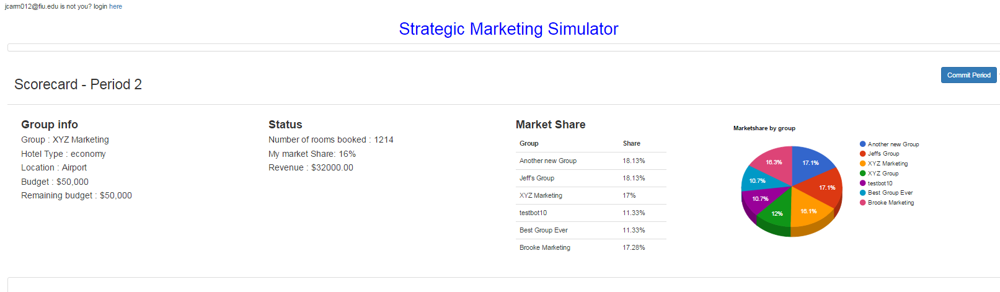 jcarm012@fiu.edu is not you? login here
Strategic Marketing Simulator
Commit Period
Scorecard - Period 2
Group info
Group : XYZ Marketing
Hotel Type : economy
Location : Airport
Budget : $50,000
Remaining budget : $50,000
Status
Number of rooms booked : 1214
My market Share: 16%
Revenue : $32000.00
Market Share
Group Share
Another new Group 18.13%
Jeff's Group 18.13%
XYZ Marketing 17%
testbot10 11.33%
Best Group Ever 11.33%
Brooke Marketing 17.28%
Marketshare by group
17.1%
17.1%
16.1%
12%
10.7%
10.7%
16.3%
Another new Group
Jeffs Group
XYZ Marketing
XYZ Group
testbot10
Best Group Ever
Brooke Marketing